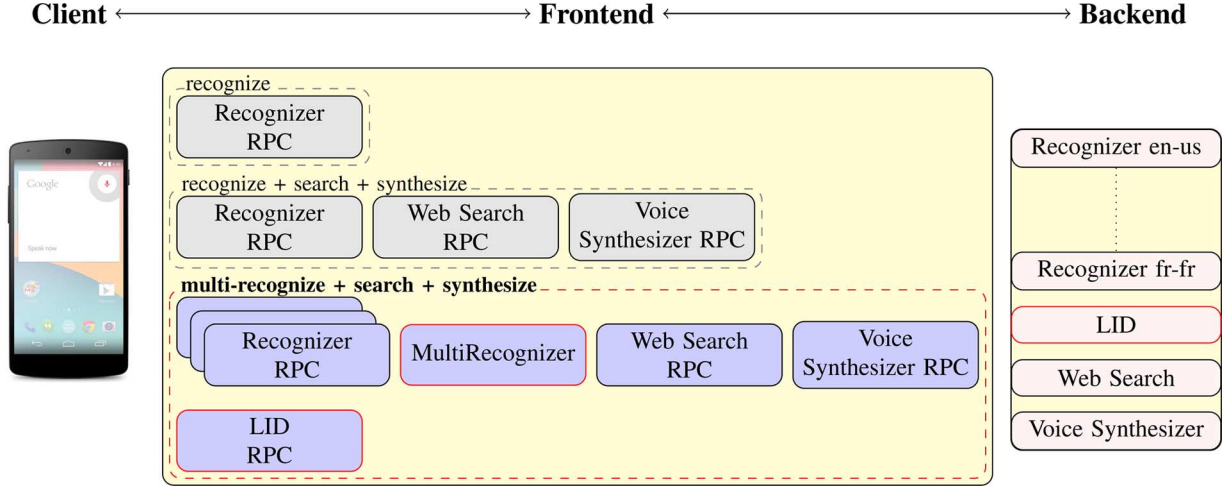 Client
Frontend
Backend
recognize
Recognizer
RPC
recognize + search + synthesize
Recognizer
RPC
Web Search
RPC
Voice
Synthesizer RPC
multi-recognize + search + synthesize
Recognizer
RPC
MultiRecognizer
Web Search
RPC
Voice
Synthesizer RPC
LID
RPC
Google
Speak now
Recognizer en-us
Recognizer fr-fr
LID
Web Search
Voice Synthesizer